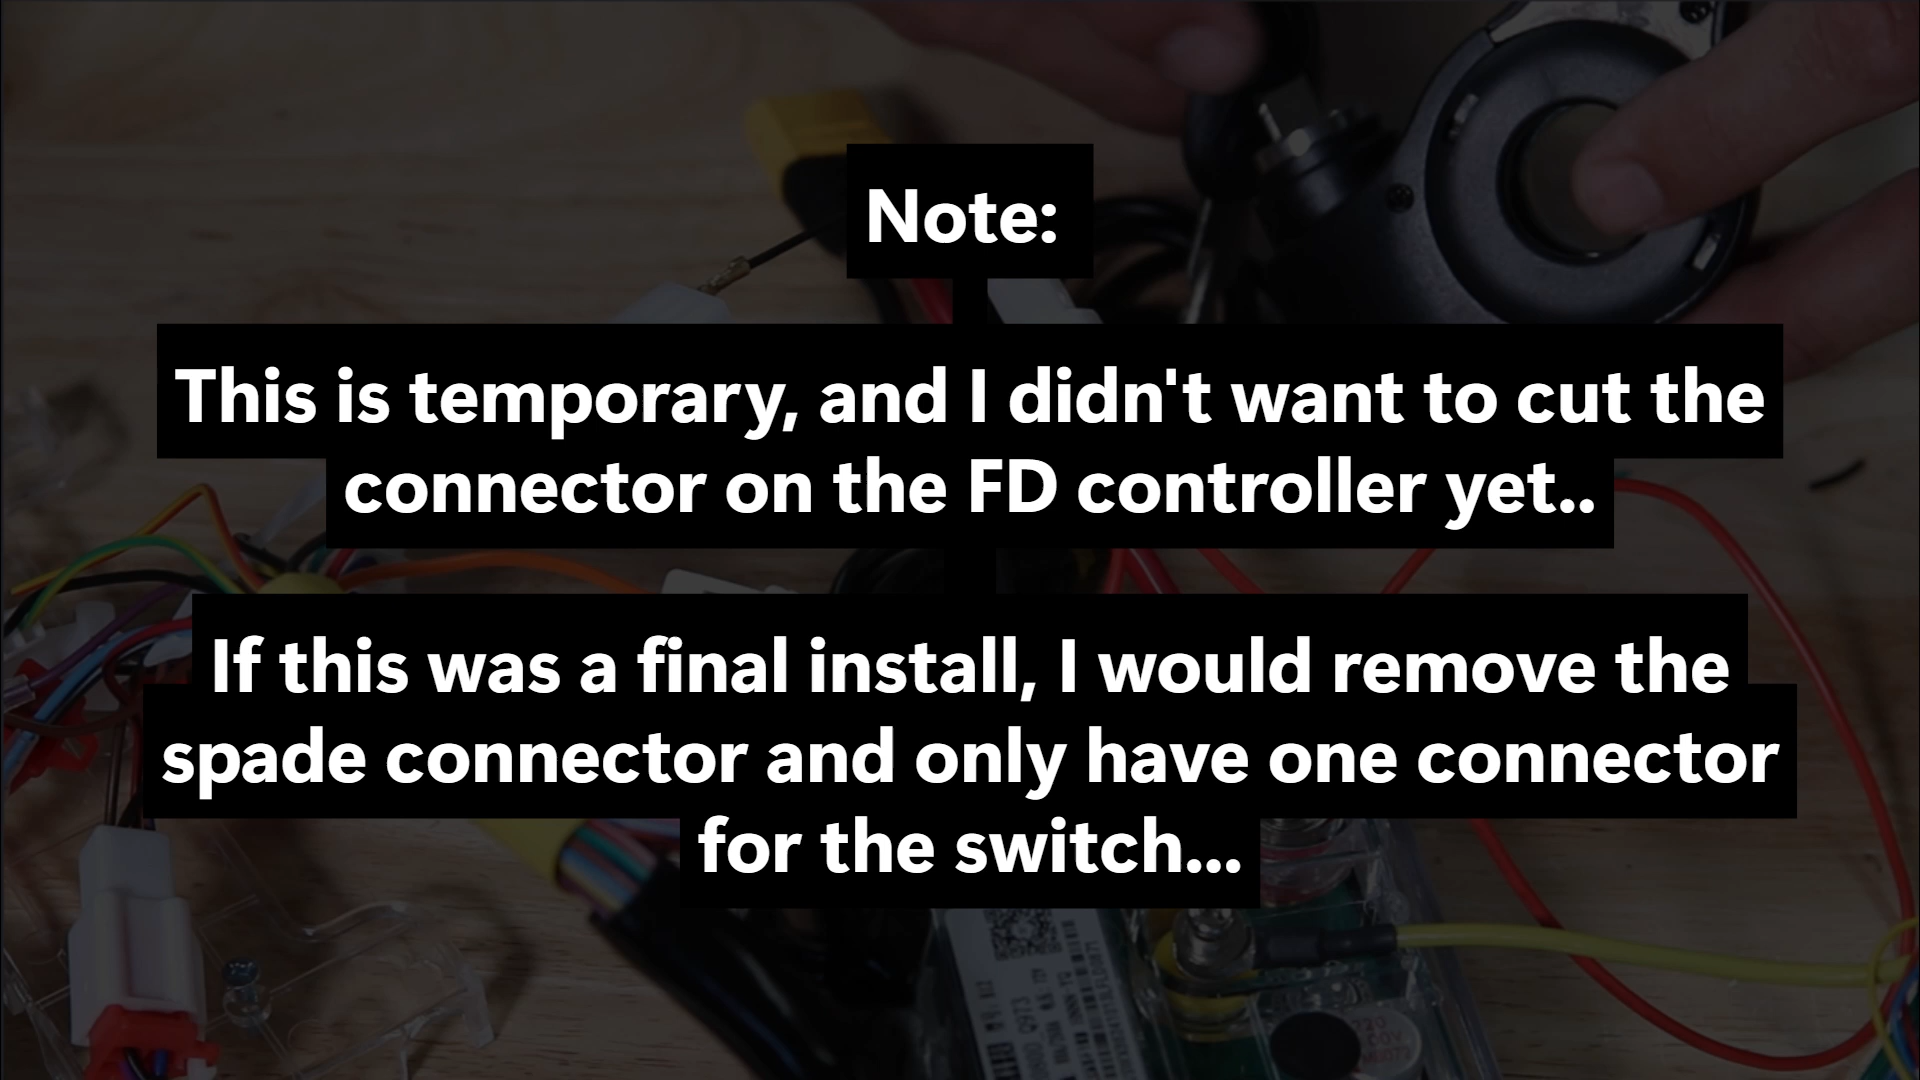 Note:
This is temporary, and I didn't want to cut the
connector on the FD controller yet..
If this was a final install, I would remove the
spade connector and only have one connector
for the switch...